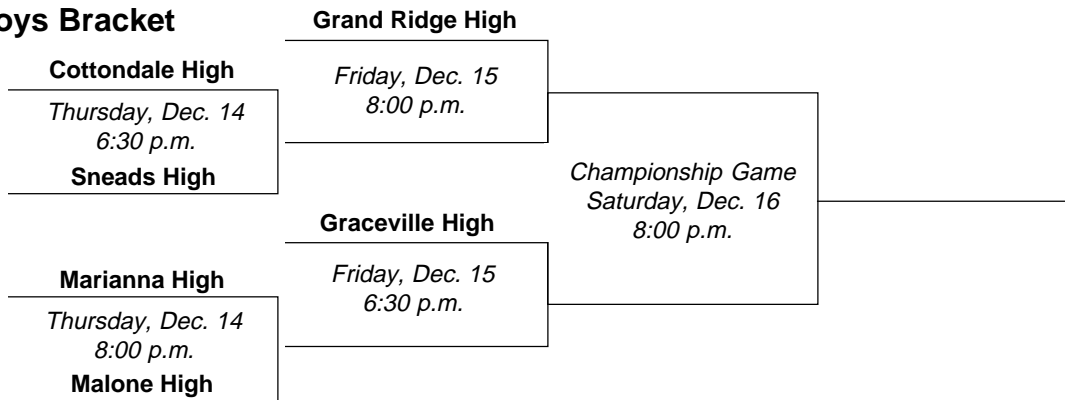 oys Bracket
Grand Ridge High
Cottondale High
Friday, Dec. 15
8:00 p.m.
Thursday, Dec. 14
6:30 p.m.
Sneads High
Championship Game
Saturday, Dec. 16
8:00 p.m.
Graceville High
Marianna High
Friday, Dec. 15
6:30 p.m.
Thursday, Dec. 14
8:00 p.m.
Malone High